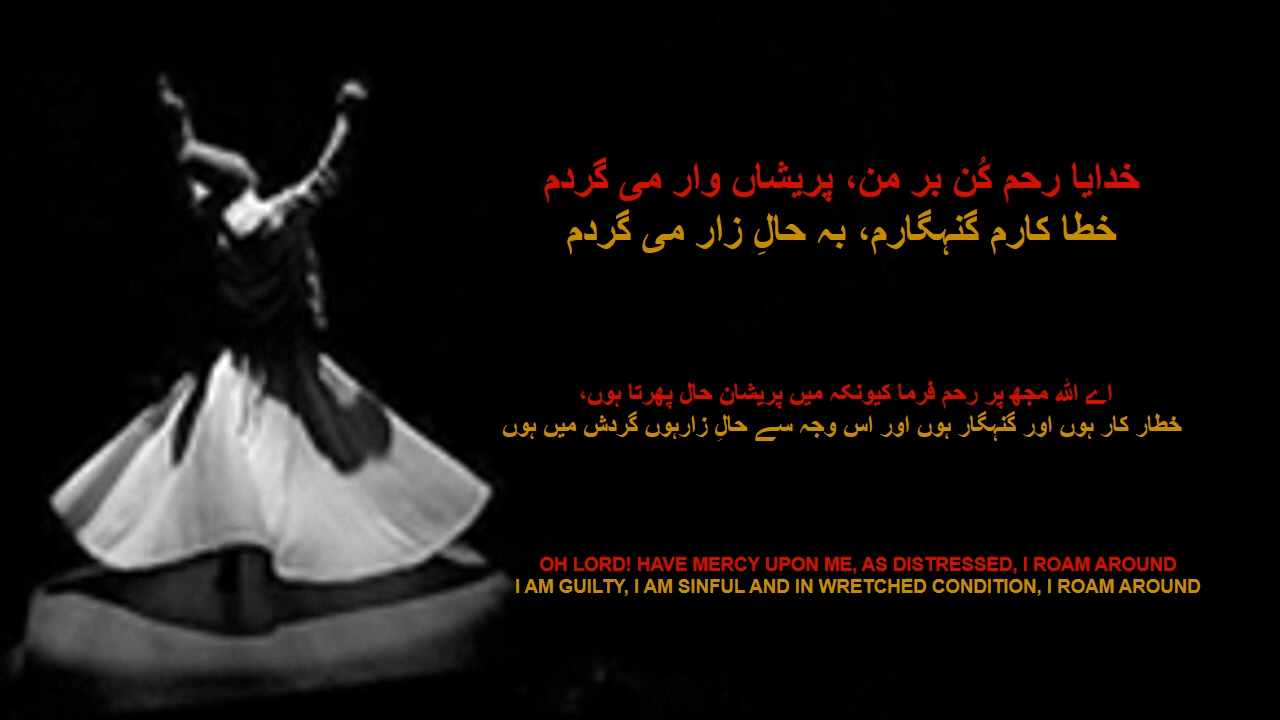 خدایا رحم کُن بر من، پریشاں وار می گردم
خطا کارم گنہگارم، بہ حالِ زار می گردم
اے اللہ مجھ پر رحم فرما کیونکہ میں پریشان حال پھرتا ہوں،
خطار کار ہوں اور گنہگار ہوں اور اس وجہ سے حالِ زارہوں گردش میں ہوں
OH LORD! HAVE MERCY UPON ME, AS DISTRESSED, I ROAM AROUND
I AM GUILTY, I AM SINFUL AND IN WRETCHED CONDITION, I ROAM AROUND